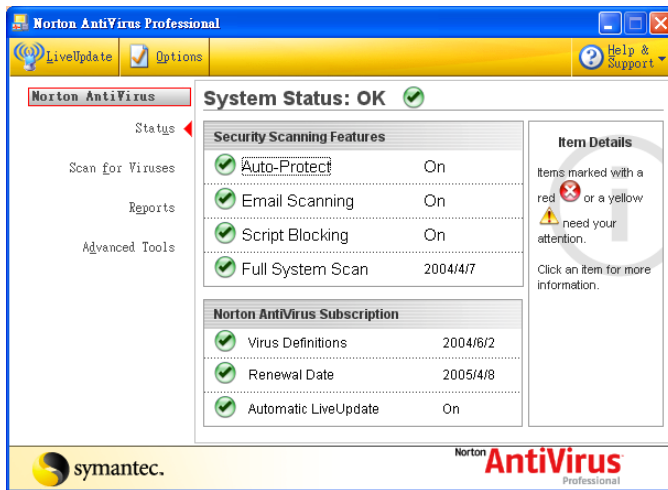 Norton AntiVirus Professional
LiveUpdate
Options
Help &
Support
Norton AntiVirus
Status
Scan for Viruses
Reports
Advanced Tools
System Status: OK
Security Scanning Features
Auto-Protect On
Email Scanning On
Script Blocking On
Full System Scan 2004/4/7
Norton AntiVirus Subscription
Virus Definitions 2004/6/2
Renewal Date 2005/4/8
Automatic LiveUpdate On
Item Details
Items marked with a
red or a yellow
need your
attention.
Click an item for more
information.
symantec.
Norton
AntiVirus
Professional